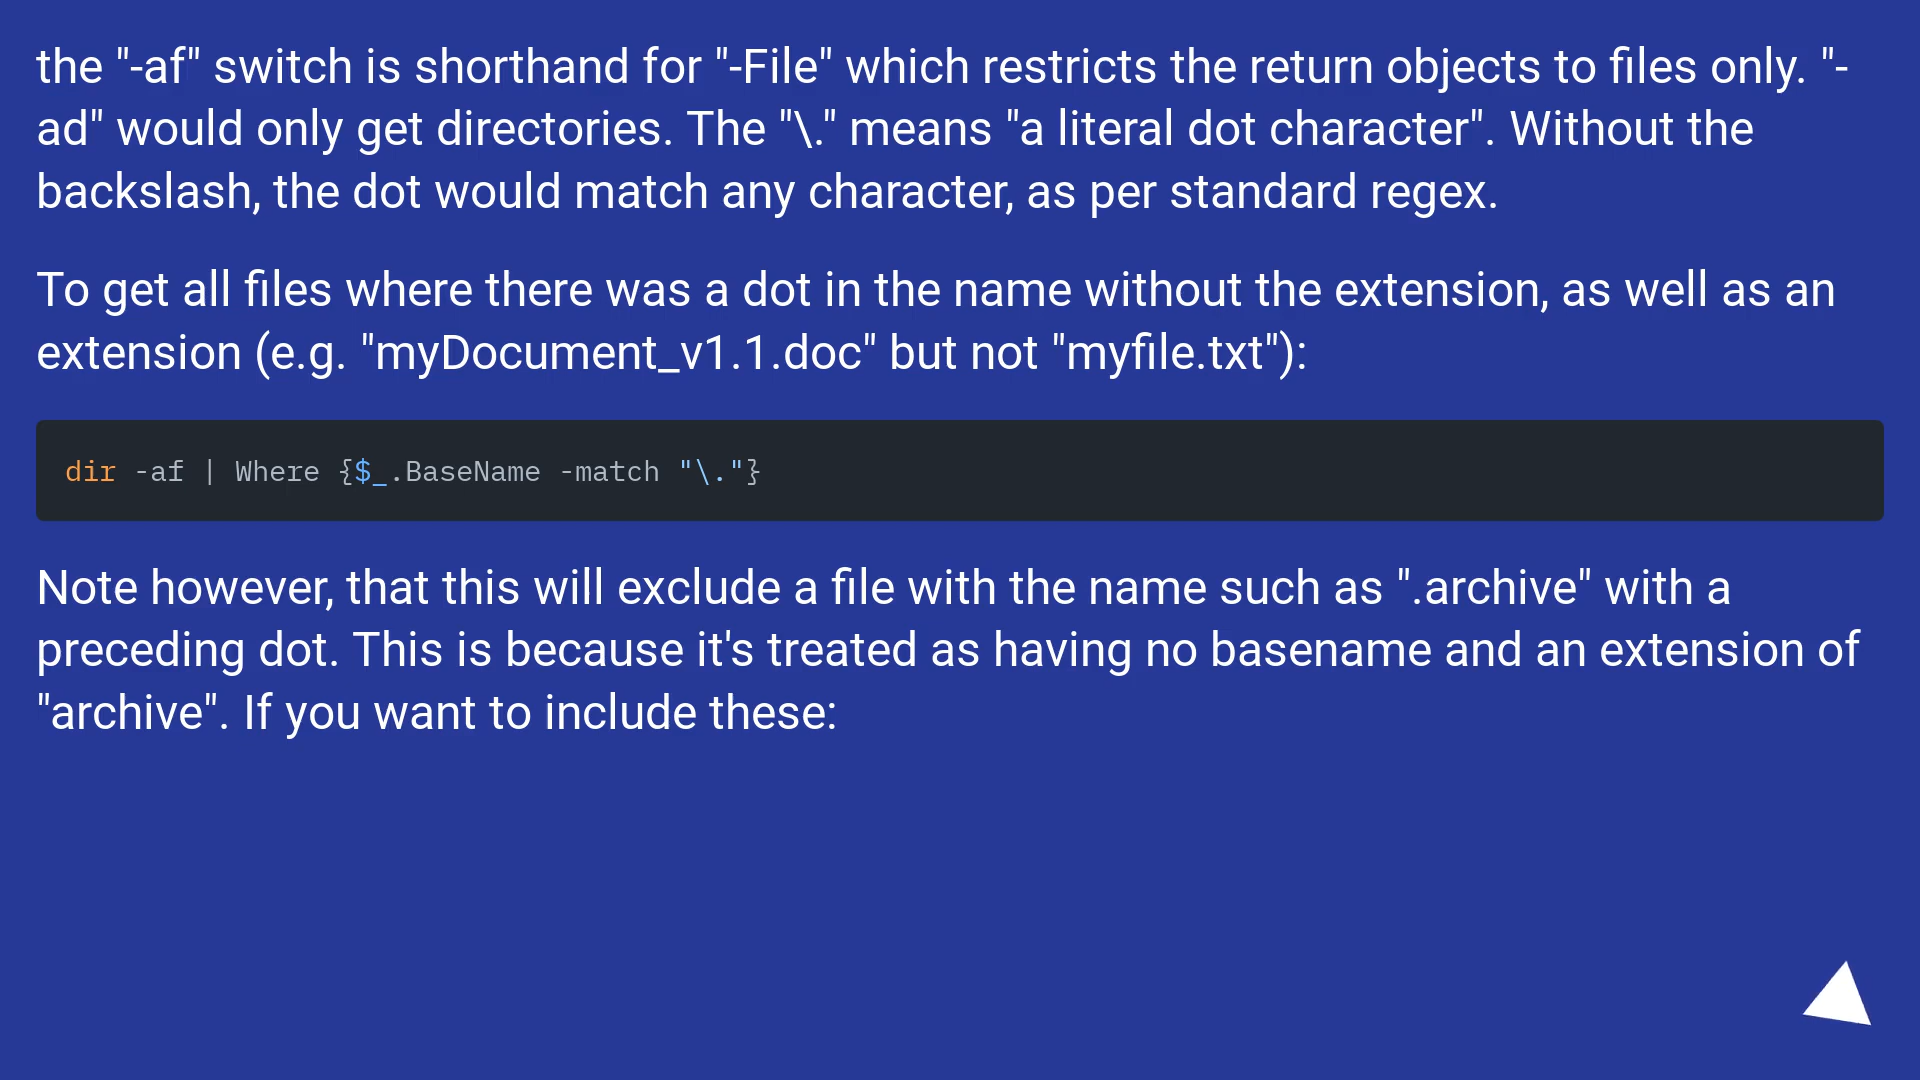 the "-af" switch is shorthand for "-File" which restricts the return objects to files only. "-
ad" would only get directories. The "\." means "a literal dot character". Without the
backslash, the dot would match any character, as per standard regex.
To get all files where there was a dot in the name without the extension, as well as an
extension (e.g. "myDocument_v1.1.doc" but not "myfile.txt"):
dir -af | Where {$_.BaseName -match "\."}
Note however, that this will exclude a file with the name such as ".archive" with a
preceding dot. This is because it's treated as having no basename and an extension of
"archive". If you want to include these: